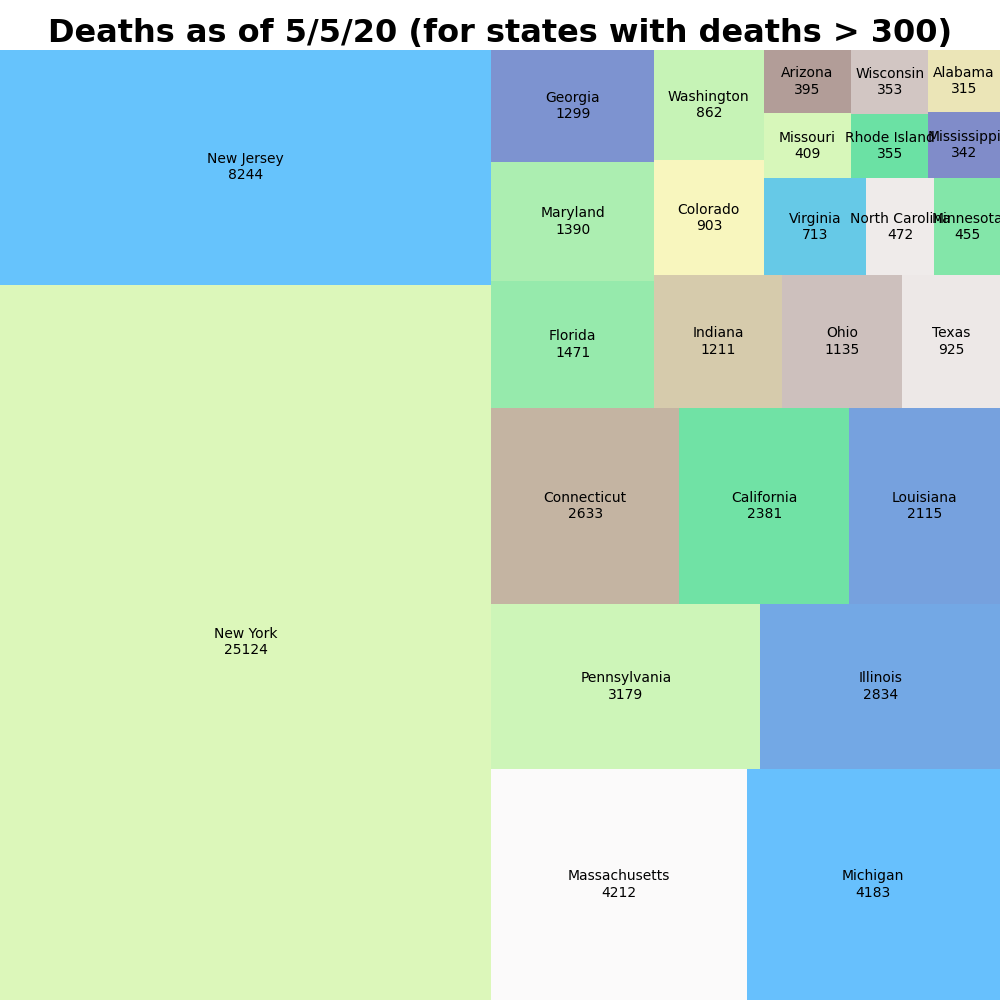 Deaths as of 5/5/20 (for states with deaths > 300)
New Jersey
8244
Georgia
1299
Washington
862
Arizona
395
Wisconsin
353
Alabama
315
Missouri
409
Rhode Island
355
Mississippi
342
Maryland
1390
Colorado
903
Virginia
713
North Carolina
472
Minnesota
455
Florida
1471
Indiana
1211
Ohio
1135
Texas
925
Connecticut
2633
California
2381
Louisiana
2115
New York
25124
Pennsylvania
3179
Illinois
2834
Massachusetts
4212
Michigan
4183